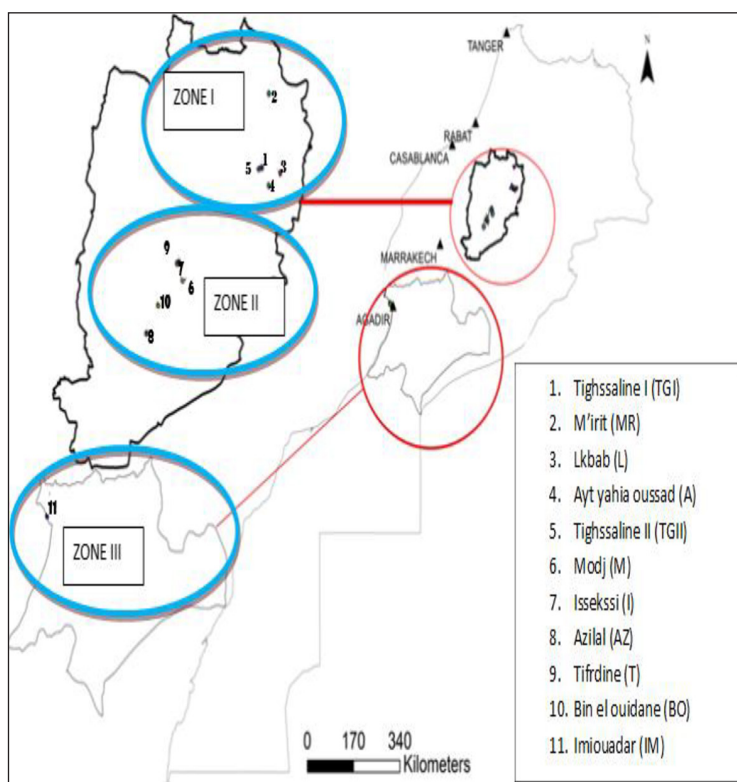 TANGER
N
ZONE I
2
RABAT
CASABLANCA
5
1
3
4
MARRAKECH
9
7
6
ZONE II
10
8
AGADIR
11
ZONE III
1. Tighssaline I (TGI)
2. M'irit (MR)
3. Lkbab (L)
4. Ayt yahia oussad (A)
5. Tighssaline II (TGII)
6. Modj (M)
7. Issekssi (I)
8. Azilal (AZ)
9. Tifrdine (T)
10. Bin el ouidane (BO)
11. Imiouadar (IM)
0 170 340
Kilometers